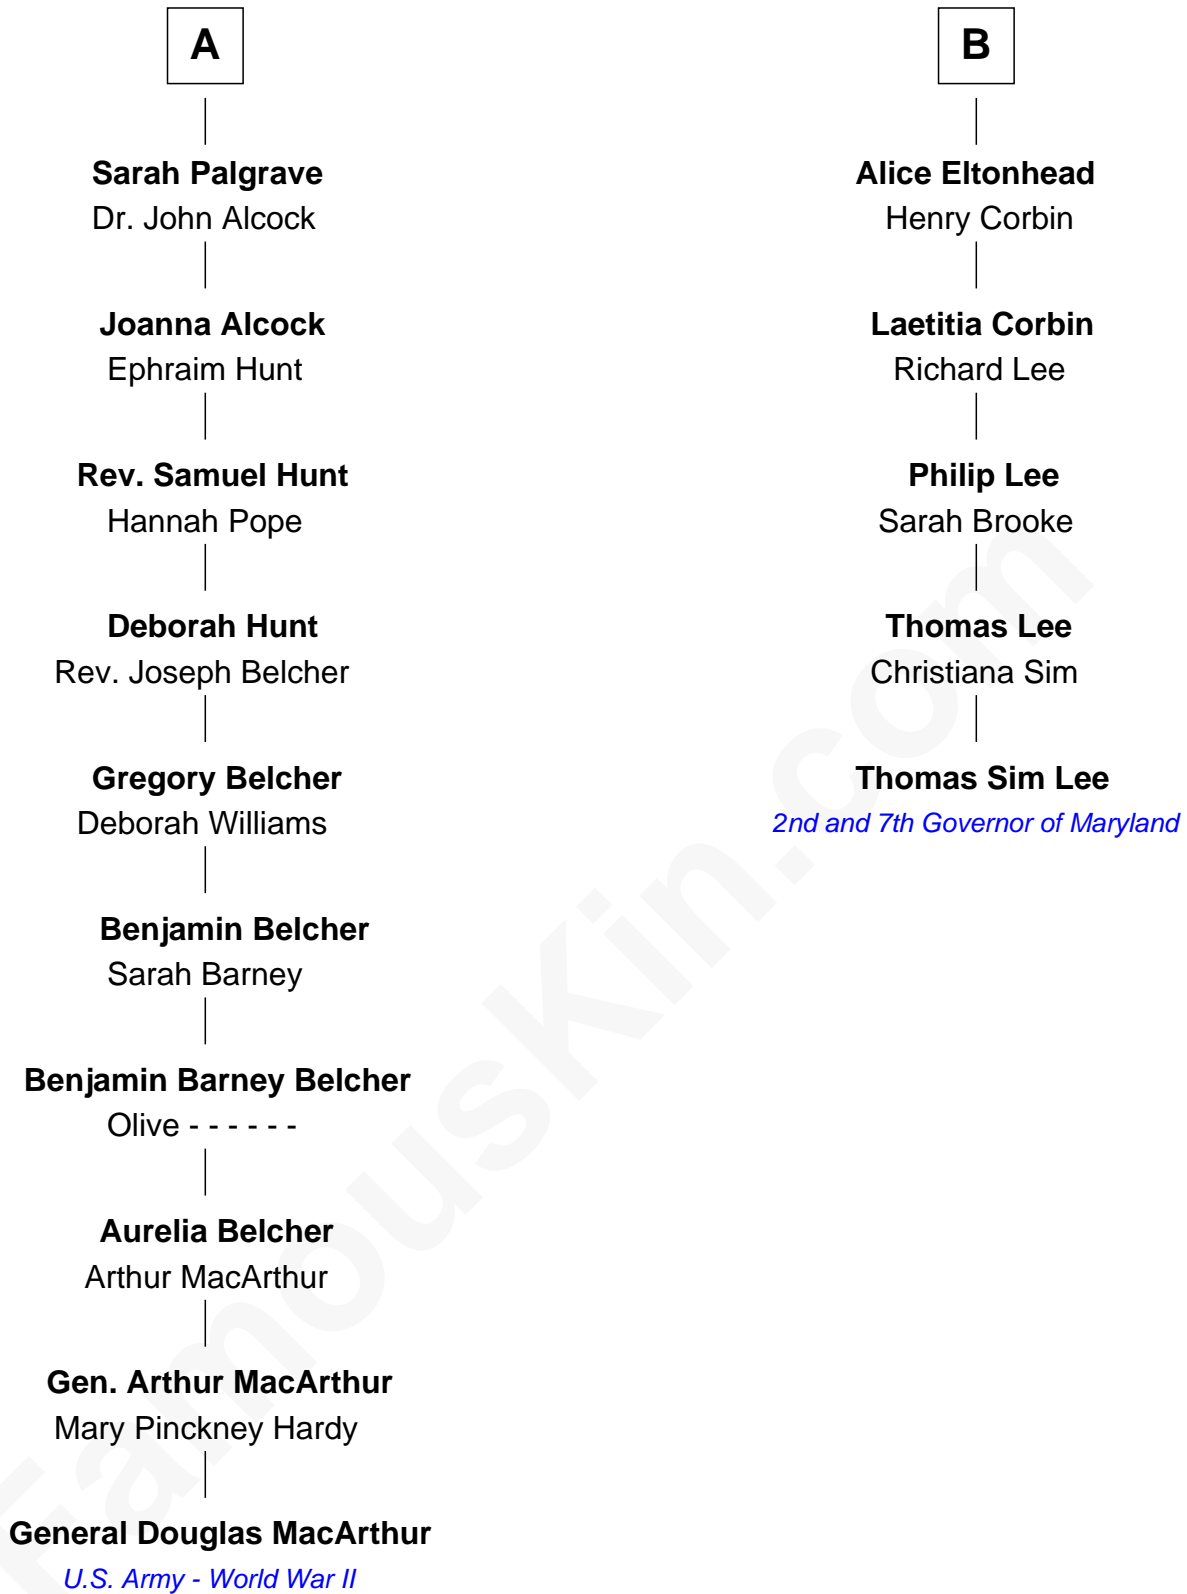 A
Sarah Palgrave
Dr. John Alcock
Joanna Alcock
Ephraim Hunt
Rev. Samuel Hunt
Hannah Pope
Deborah Hunt
Rev. Joseph Belcher
Gregory Belcher
Deborah Williams
Benjamin Belcher
Sarah Barney
Benjamin Barney Belcher
Olive - - - - - -
Aurelia Belcher
Arthur MacArthur
Gen. Arthur MacArthur
Mary Pinckney Hardy
General Douglas MacArthur
U.S. Army - World War II
B
Alice Eltonhead
Henry Corbin
Laetitia Corbin
Richard Lee
Philip Lee
Sarah Brooke
Thomas Lee
Christiana Sim
Thomas Sim Lee
2nd and 7th Governor of Maryland
FamousKin.com